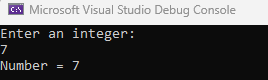 Microsoft Visual Studio Debug Console
Enter an integer:
7
Number = 7